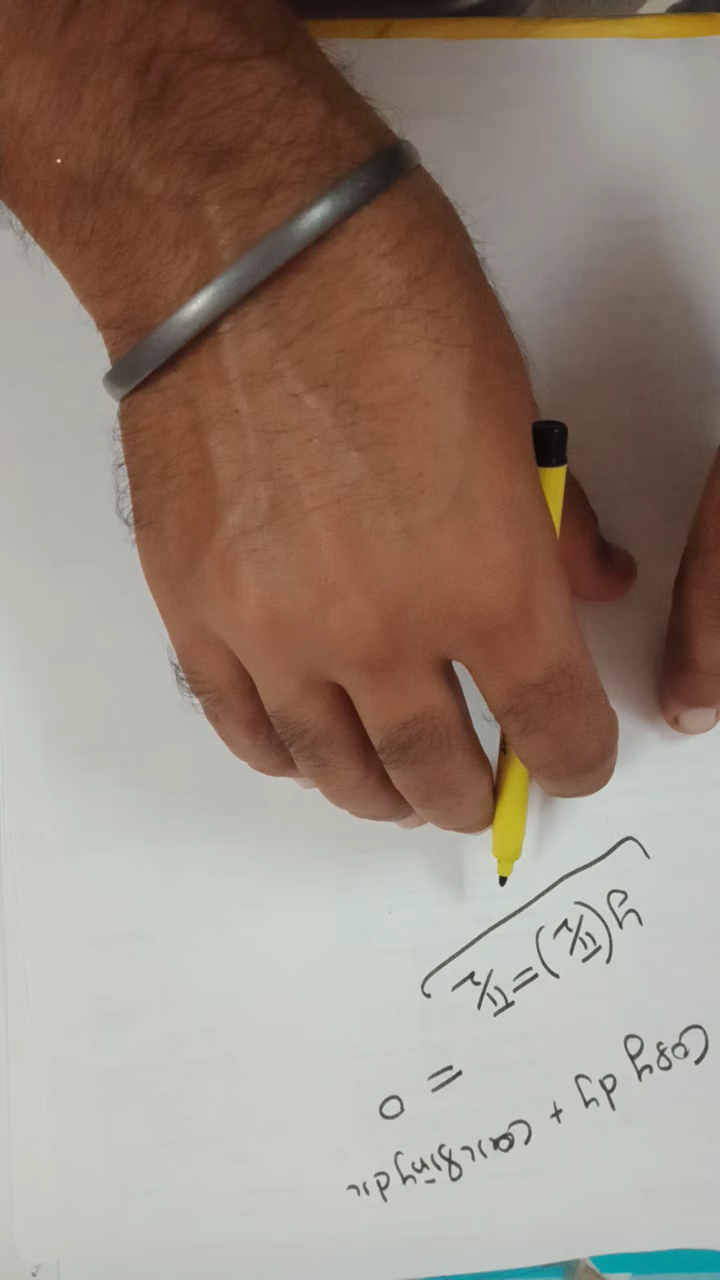 cosy dy + cosx siny dx
= 0
y(π/2) = π/2